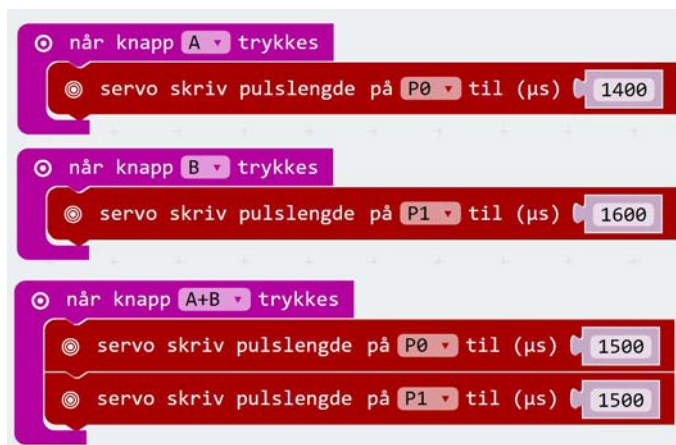 når knapp A trykkes
servo skriv pulslengde på P0 til (µs) 1400
når knapp B trykkes
servo skriv pulslengde på P1 til (µs) 1600
når knapp A+B trykkes
servo skriv pulslengde på P0 til (µs) 1500
servo skriv pulslengde på P1 til (µs) 1500